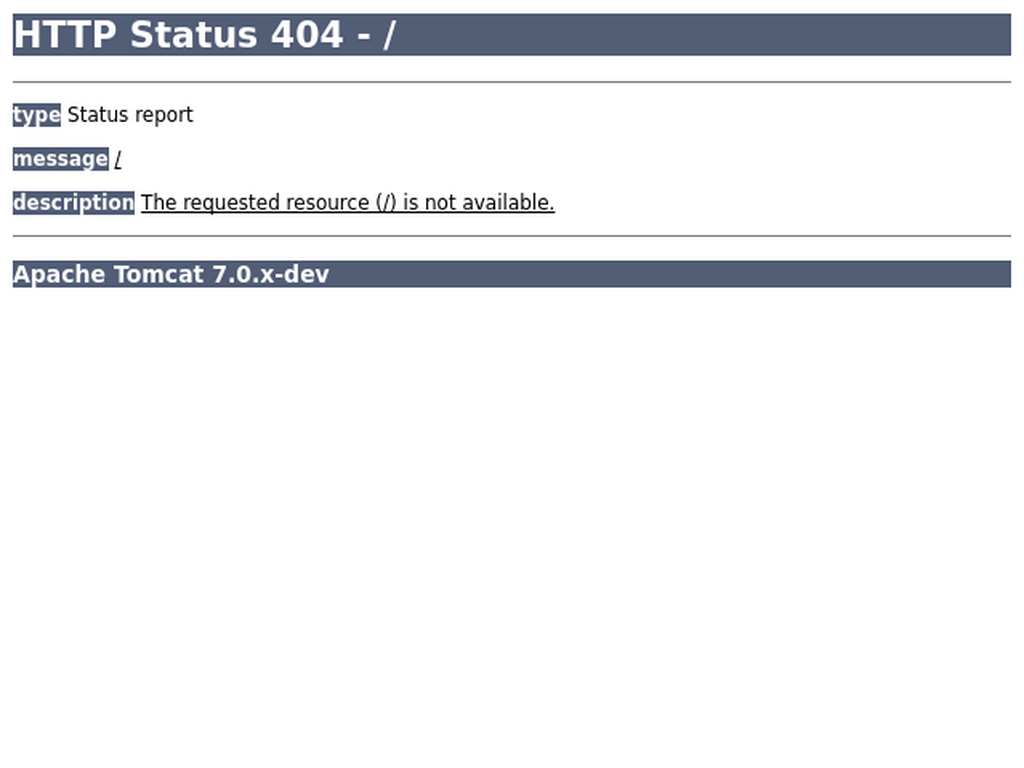 HTTP Status 404 - /
type Status report
message /
description The requested resource (/) is not available.
Apache Tomcat 7.0.x-dev